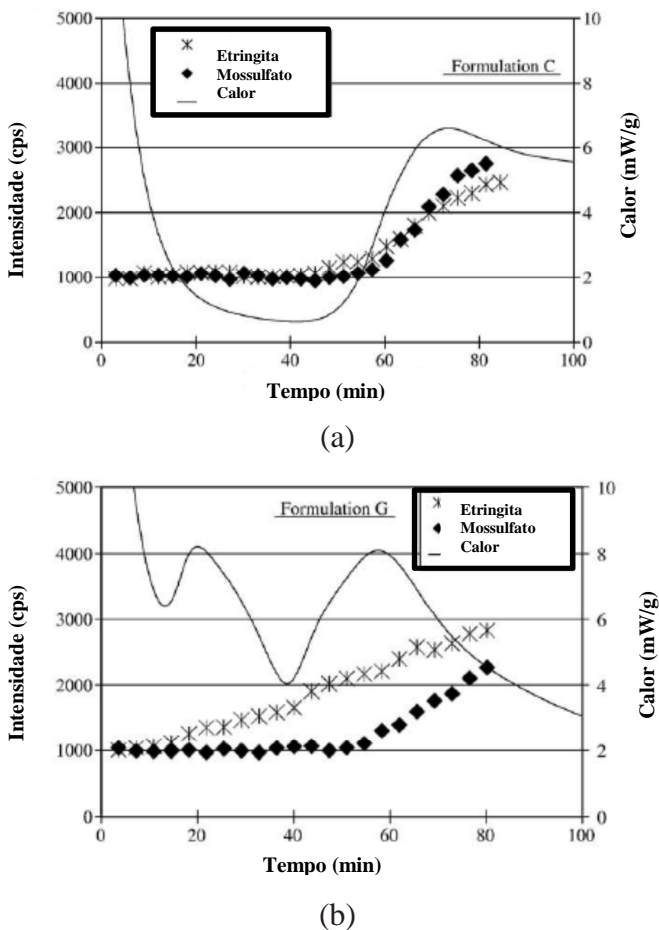 5000
4000
3000
2000
1000
0
Intensidade (cps)
Etringita
Mossulfato
Calor
Formulation C
10
8
6
4
2
0
Calor (mW/g)
0 20 40 60 80 100
Tempo (min)
(a)
5000
4000
3000
2000
1000
0
Intensidade (cps)
Formulation G
Etringita
Mossulfato
Calor
10
8
6
4
2
0
Calor (mW/g)
0 20 40 60 80 100
Tempo (min)
(b)